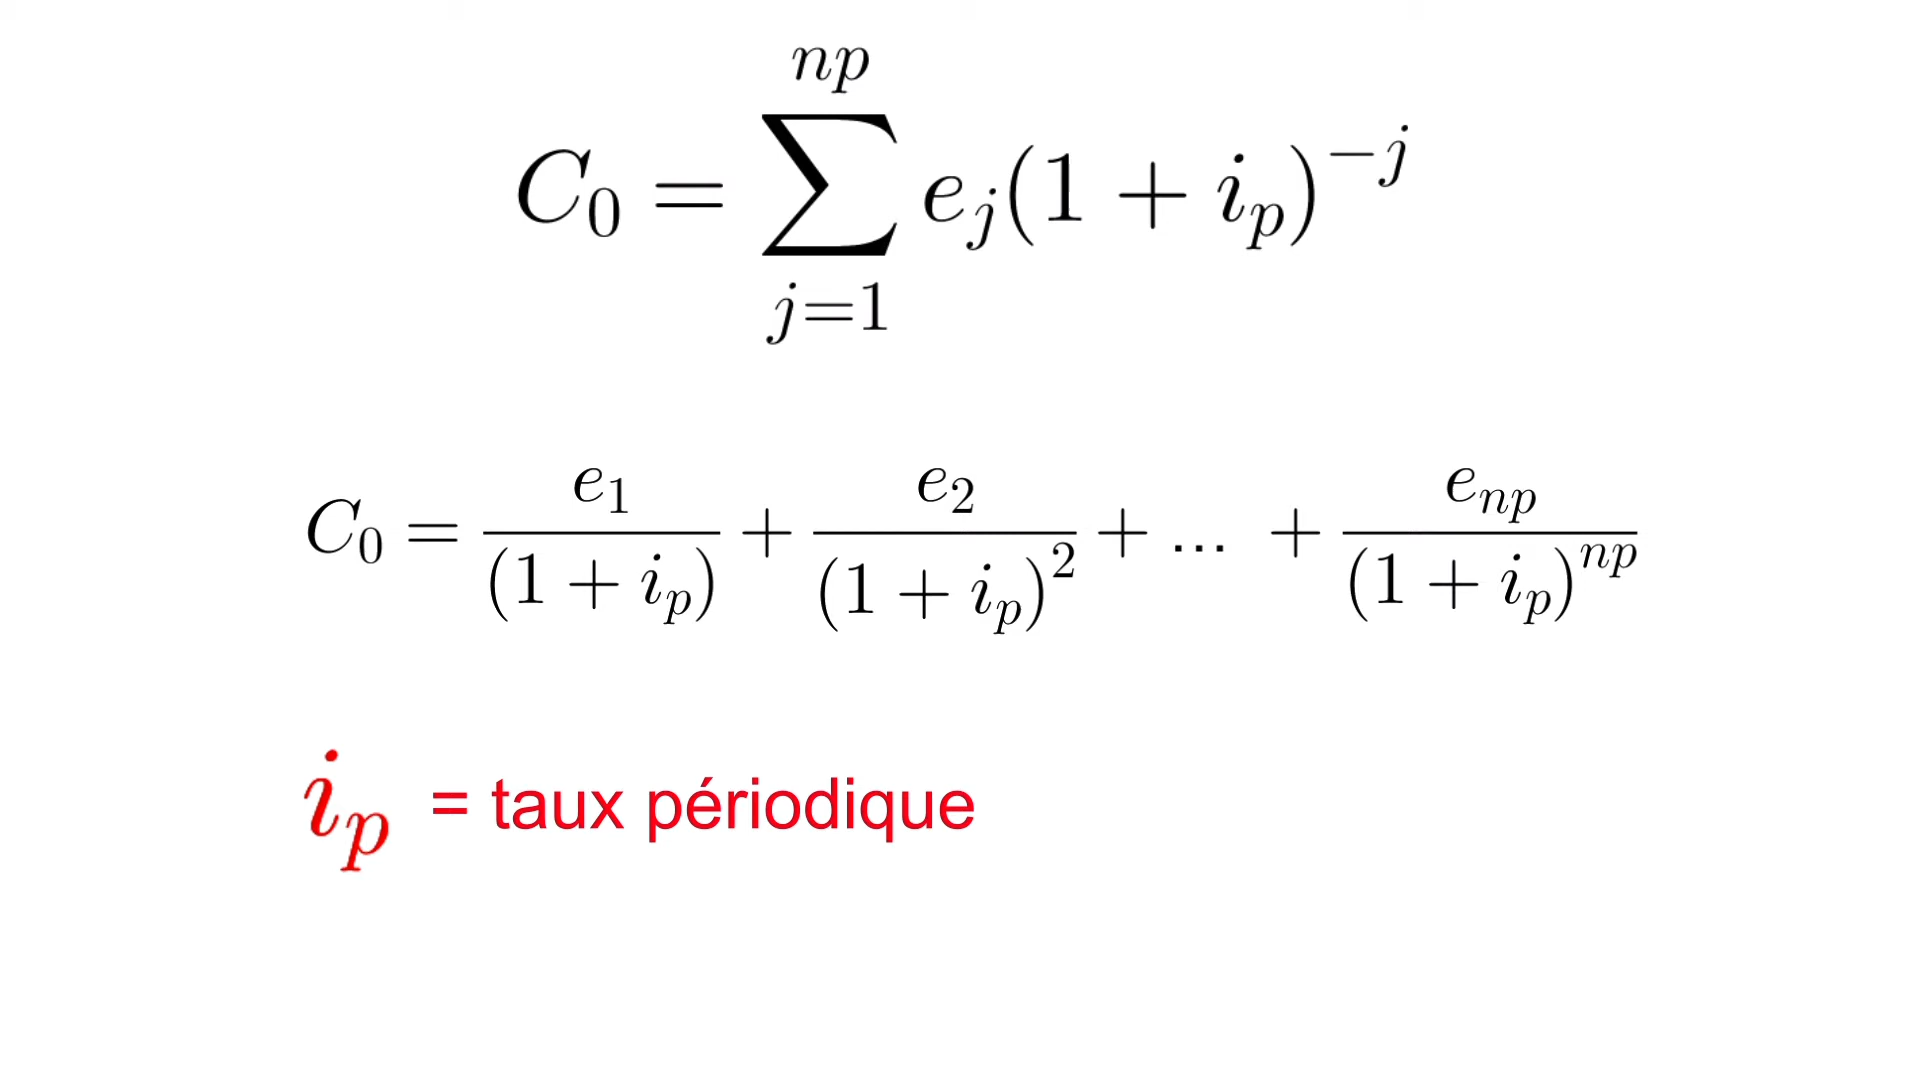 C_0 = \sum_{j=1}^{np} e_j(1 + i_p)^{-j}
C_0 = \frac{e_1}{(1 + i_p)} + \frac{e_2}{(1 + i_p)^2} + ... + \frac{e_{np}}{(1 + i_p)^{np}}
i_p = taux périodique